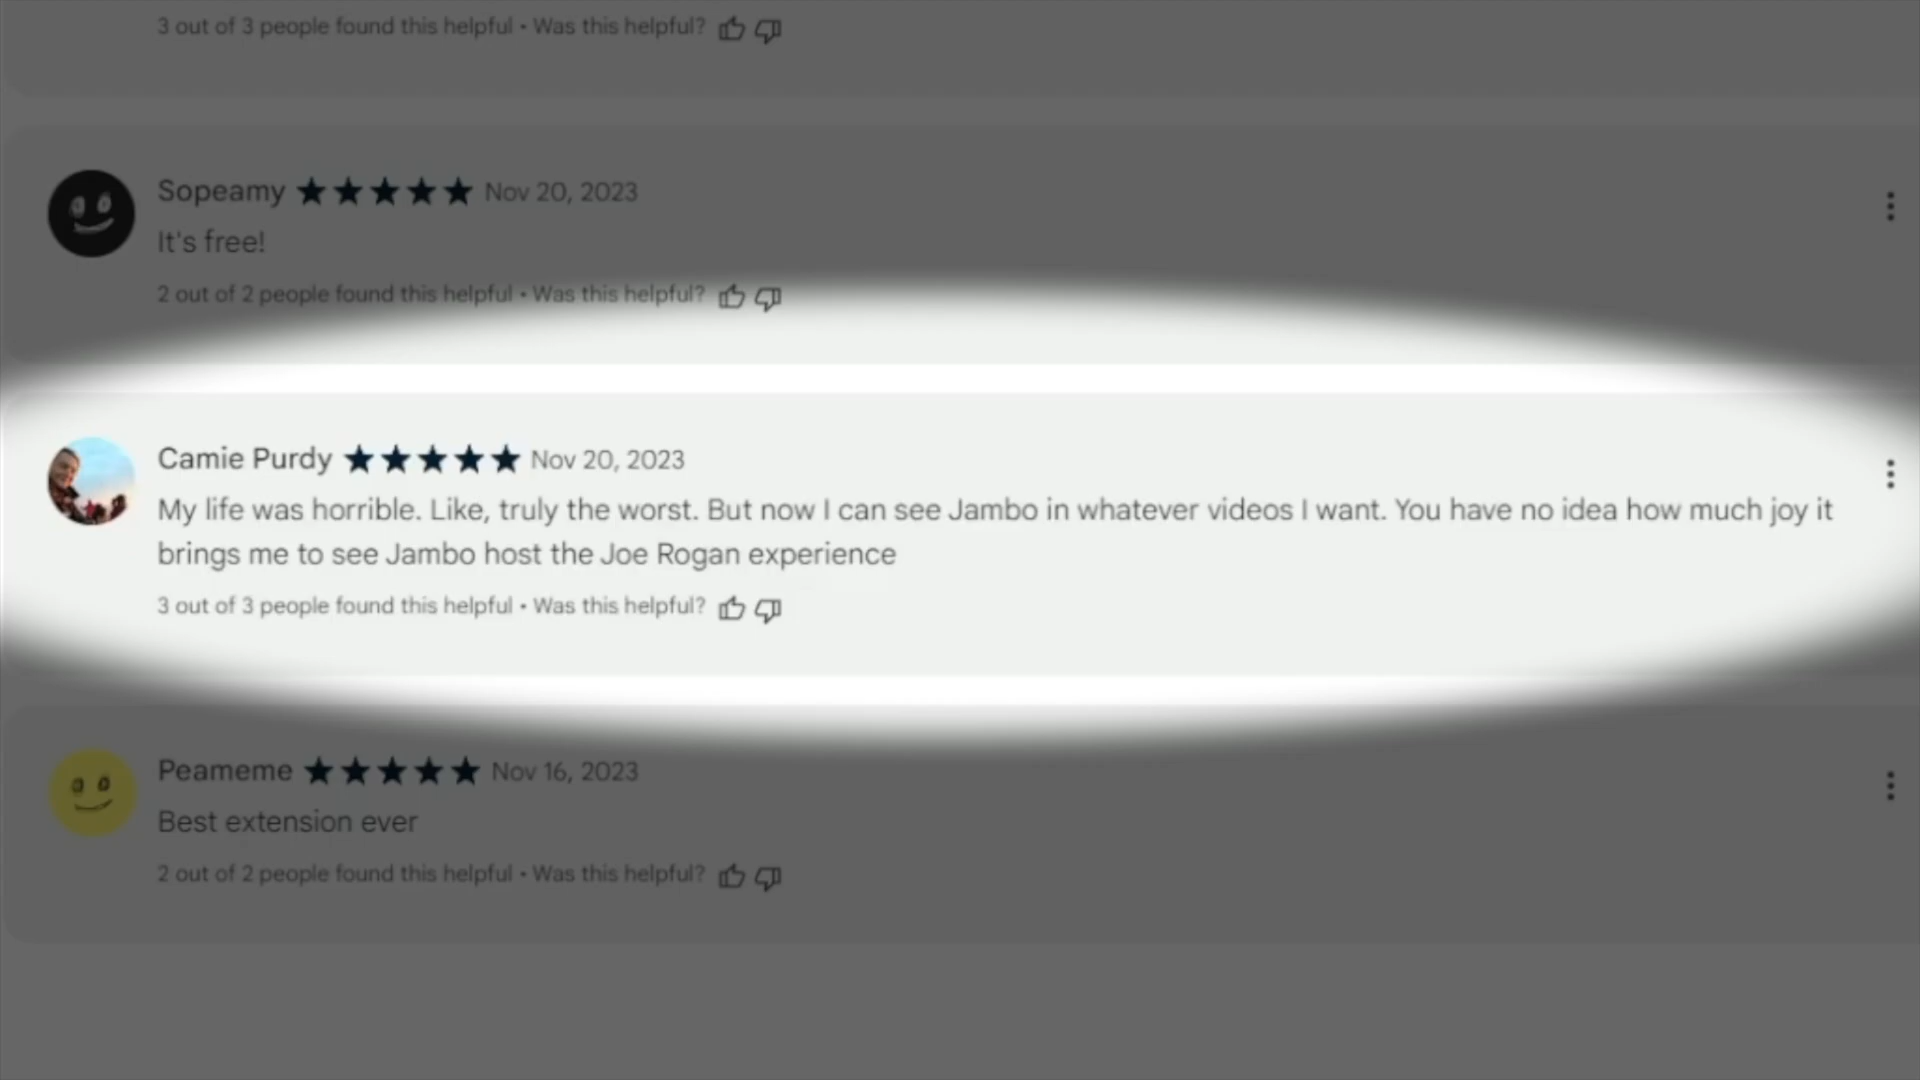 3 out of 3 people found this helpful • Was this helpful?
Sopeamy ★★★★★ Nov 20, 2023
It's free!
2 out of 2 people found this helpful • Was this helpful?
Camie Purdy ★★★★★ Nov 20, 2023
My life was horrible. Like, truly the worst. But now I can see Jambo in whatever videos I want. You have no idea how much joy it
brings me to see Jambo host the Joe Rogan experience
3 out of 3 people found this helpful • Was this helpful?
Peameme ★★★★★ Nov 16, 2023
Best extension ever
2 out of 2 people found this helpful • Was this helpful?